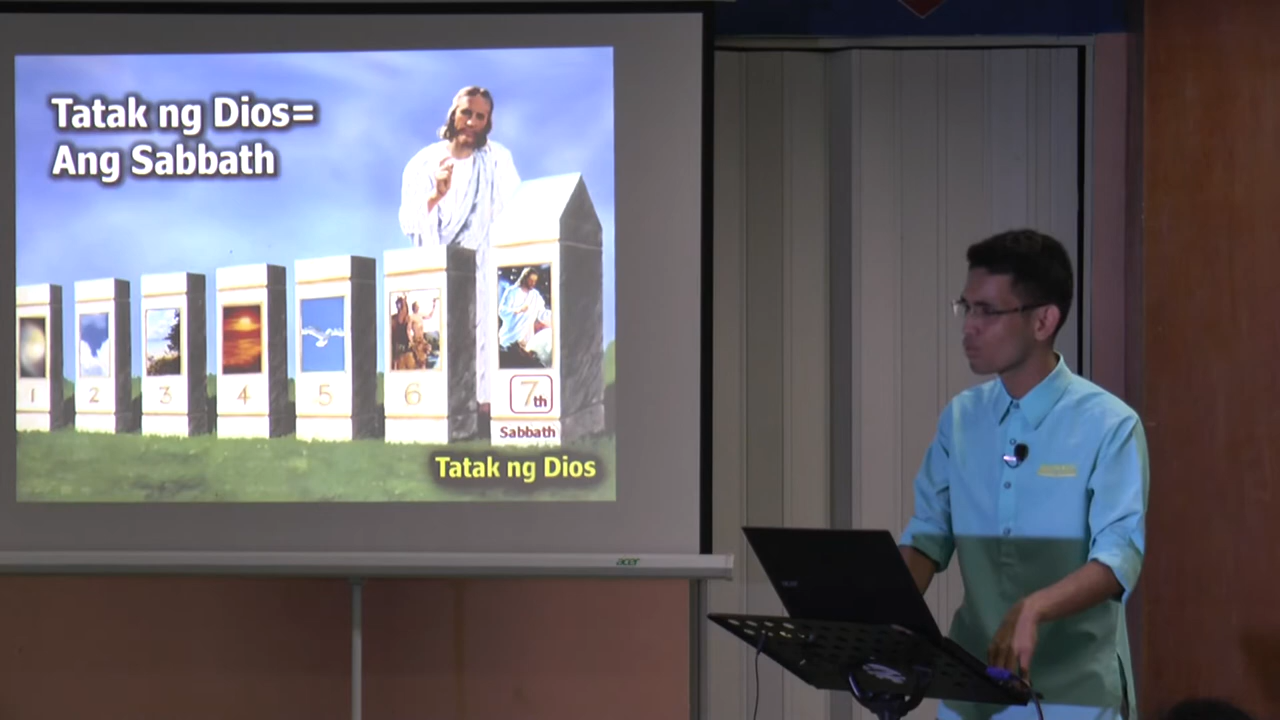 Tatak ng Dios=
Ang Sabbath
1 2 3 4 5 6 7th
Sabbath
Tatak ng Dios
acer